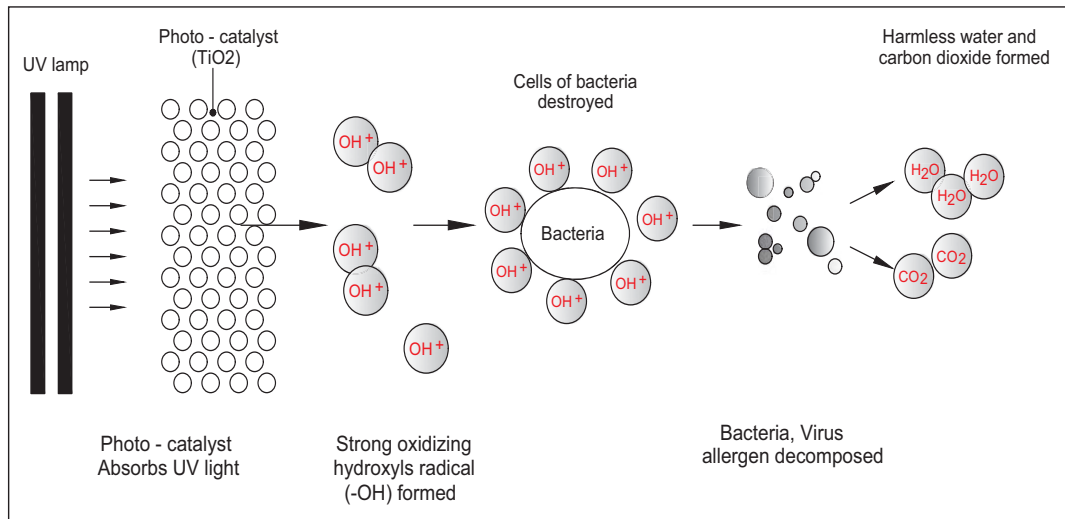 UV lamp
Photo - catalyst
(TiO2)
Harmless water and
carbon dioxide formed
Cells of bacteria
destroyed
OH +
OH +
OH +
OH +
OH +
OH +
OH +
OH +
OH +
OH +
OH +
OH +
OH +
Bacteria
H2O
H2O
H2O
CO2
CO2
Photo - catalyst
Absorbs UV light
Strong oxidizing
hydroxyls radical
(-OH) formed
Bacteria, Virus
allergen decomposed